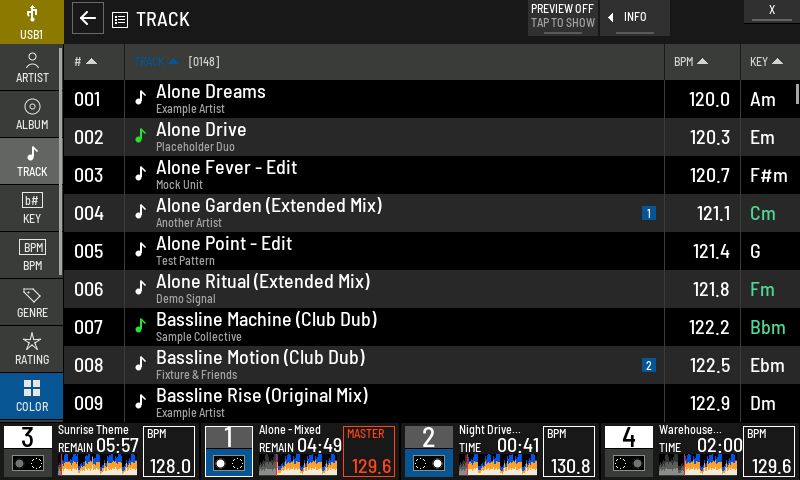 USB1
TRACK
PREVIEW OFF
TAP TO SHOW
INFO
X
ARTIST
ALBUM
TRACK
b#
KEY
BPM
BPM
GENRE
RATING
COLOR
# TRACK [0148] BPM KEY
001 Alone Dreams 120.0 Am
Example Artist
002 Alone Drive 120.3 Em
Placeholder Duo
003 Alone Fever - Edit 120.7 F#m
Mock Unit
004 Alone Garden (Extended Mix) 1 121.1 Cm
Another Artist
005 Alone Point - Edit 121.4 G
Test Pattern
006 Alone Ritual (Extended Mix) 121.8 Fm
Demo Signal
007 Bassline Machine (Club Dub) 122.2 Bbm
Sample Collective
008 Bassline Motion (Club Dub) 2 122.5 Ebm
Fixture & Friends
009 Bassline Rise (Original Mix) 122.9 Dm
Example Artist
3 Sunrise Theme
REMAIN 05:57
BPM
128.0
1 Alone - Mixed
REMAIN 04:49
MASTER
129.6
2 Night Drive...
TIME 00:41
BPM
130.8
4 Warehouse...
TIME 02:00
BPM
129.6